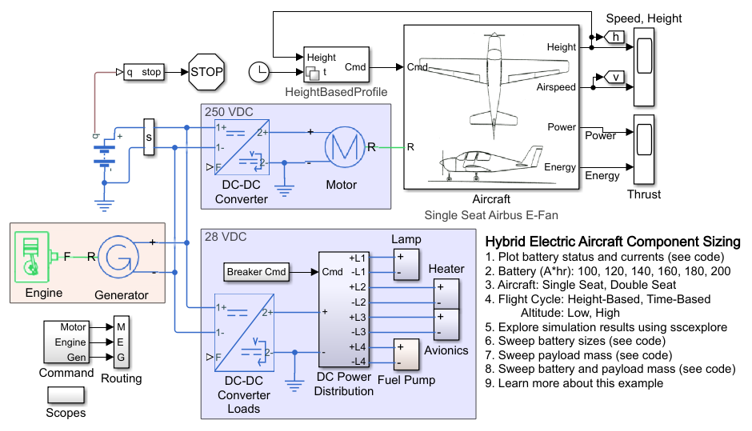 Speed, Height
h
Height
Height
t
Cmd
Cmd
HeightBasedProfile
q
stop
STOP
Airspeed
v
Power
Power
Energy
Energy
Thrust
Aircraft
Single Seat Airbus E-Fan
R
250 VDC
s
1+
1-
2+
2-
F
DC-DC
Converter
+
-
M
R
Motor
Engine
F
R
G
+
-
Generator
28 VDC
Breaker Cmd
Cmd
+
-
1+
1-
2+
2-
F
DC-DC
Converter
Loads
+L1
-L1
+L2
-L2
+L3
-L3
+L4
-L4
DC Power
Distribution
Lamp
+
-
Heater
+
-
+
-
Avionics
+
-
Fuel Pump
Motor
Engine
Gen
Command
M
E
G
Routing
Scopes
Hybrid Electric Aircraft Component Sizing
1. Plot battery status and currents (see code)
2. Battery (A*hr): 100, 120, 140, 160, 180, 200
3. Aircraft: Single Seat, Double Seat
4. Flight Cycle: Height-Based, Time-Based
Altitude: Low, High
5. Explore simulation results using sscexplore
6. Sweep battery sizes (see code)
7. Sweep payload mass (see code)
8. Sweep battery and payload mass (see code)
9. Learn more about this example